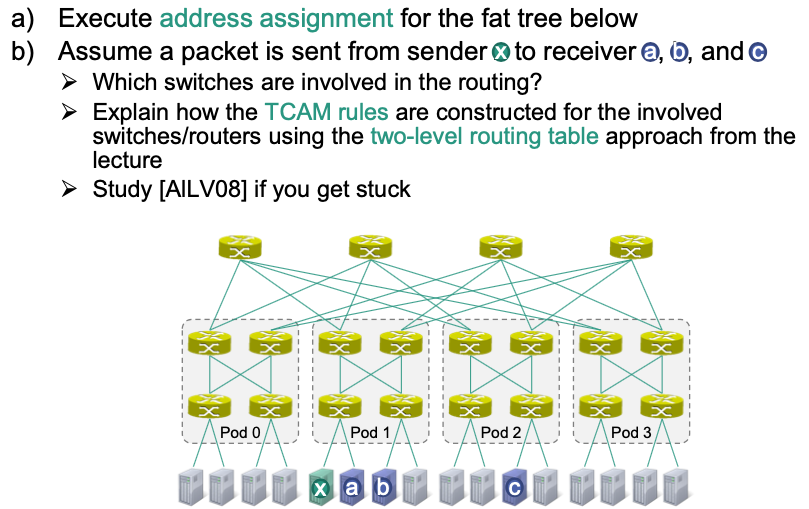 a) Execute address assignment for the fat tree below
b) Assume a packet is sent from sender x to receiver a, b, and c
➢ Which switches are involved in the routing?
➢ Explain how the TCAM rules are constructed for the involved
switches/routers using the two-level routing table approach from the
lecture
➢ Study [AlLV08] if you get stuck
Pod 0 Pod 1 Pod 2 Pod 3
x a b c